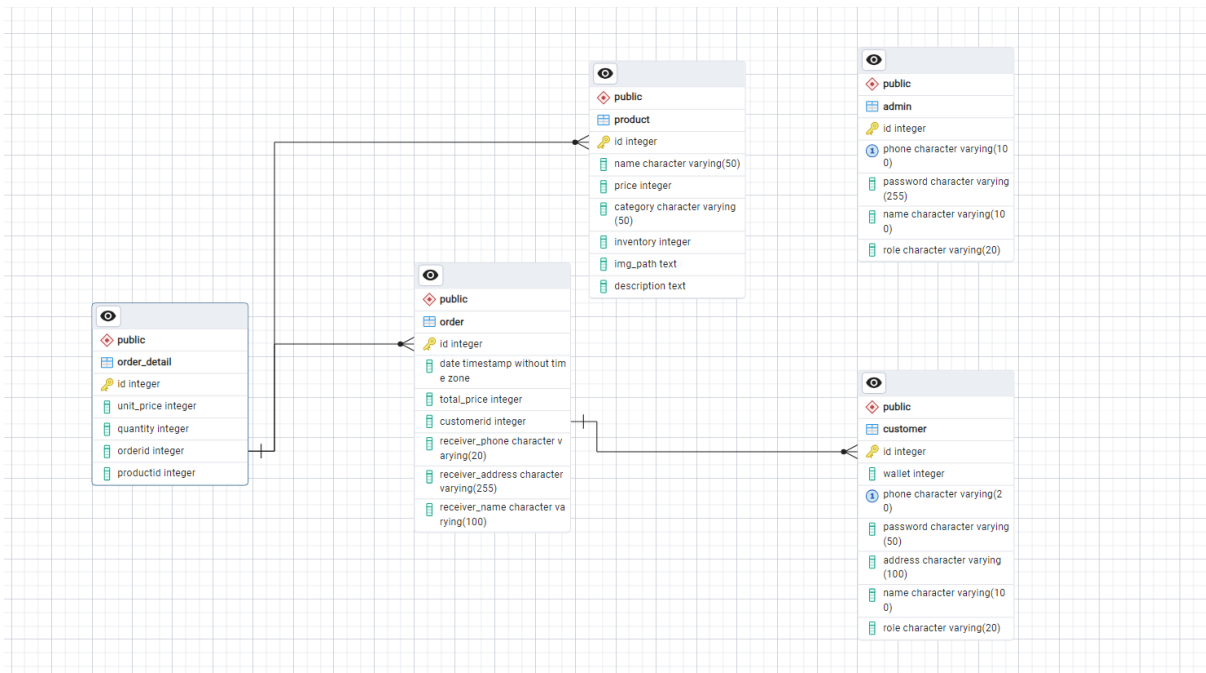 public
product
id integer
name character varying(50)
price integer
category character varying
(50)
inventory integer
img_path text
description text
public
admin
id integer
1
phone character varying(10
0)
password character varying
(255)
name character varying(10
0)
role character varying(20)
public
order
id integer
date timestamp without tim
e zone
total_price integer
customerid integer
receiver_phone character v
arying(20)
receiver_address character
varying(255)
receiver_name character va
rying(100)
public
order_detail
id integer
unit_price integer
quantity integer
orderid integer
productid integer
public
customer
id integer
wallet integer
1
phone character varying(2
0)
password character varying
(50)
address character varying
(100)
name character varying(10
0)
role character varying(20)